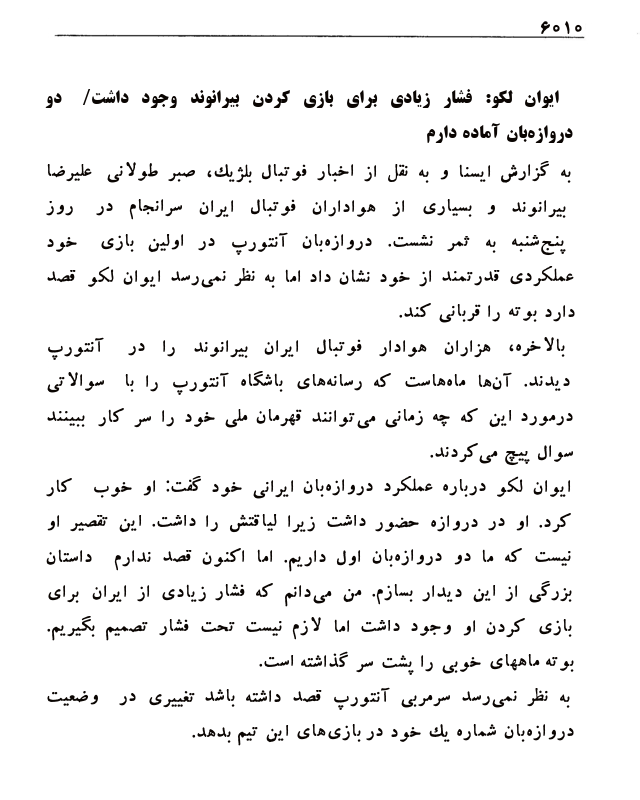 ۶۰۱۰
ایوان لکو: فشار زیادی برای بازی کردن بیرانوند وجود داشت/ دو
دروازه‌بان آماده دارم
به گزارش ایسنا و به نقل از اخبار فوتبال بلژیك، صبر طولانی علیرضا
بیرانوند و بسیاری از هواداران فوتبال ایران سرانجام در روز
پنج‌شنبه به ثمر نشست. دروازه‌بان آنتورپ در اولین بازی خود
عملکردی قدرتمند از خود نشان داد اما به نظر نمی‌رسد ایوان لکو قصد
دارد بوته را قربانی کند.
بالاخره، هزاران هوادار فوتبال ایران بیرانوند را در آنتورپ
دیدند. آن‌ها ماه‌هاست که رسانه‌های باشگاه آنتورپ را با سوالاتی
درمورد این که چه زمانی می‌توانند قهرمان ملی خود را سر کار ببینند
سوال پیچ می‌کردند.
ایوان لکو درباره عملکرد دروازه‌بان ایرانی خود گفت: او خوب کار
کرد. او در دروازه حضور داشت زیرا لیاقتش را داشت. این تقصیر او
نیست که ما دو دروازه‌بان اول داریم. اما اکنون قصد ندارم داستان
بزرگی از این دیدار بسازم. من می‌دانم که فشار زیادی از ایران برای
بازی کردن او وجود داشت اما لازم نیست تحت فشار تصمیم بگیریم.
بوته ماههای خوبی را پشت سر گذاشته است.
به نظر نمی‌رسد سرمربی آنتورپ قصد داشته باشد تغییری در وضعیت
دروازه‌بان شماره یك خود در بازی‌های این تیم بدهد.